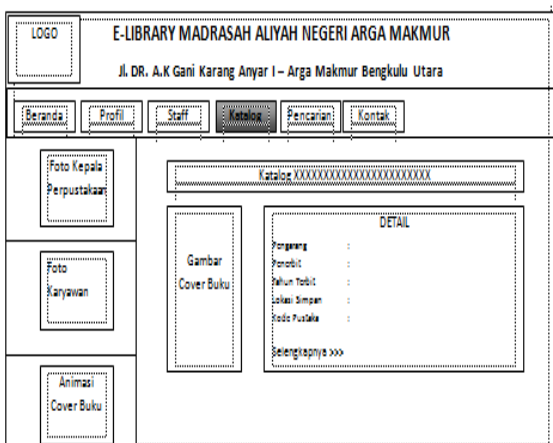 LOGO
E-LIBRARY MADRASAH ALIYAH NEGERI ARGA MAKMUR
Jl. DR. A.K Gani Karang Anyar I – Arga Makmur Bengkulu Utara
Beranda
Profil
Staff
Katalog
Pencarian
Kontak
Foto Kepala
Perpustakaan
Foto
Karyawan
Animasi
Cover Buku
Katalog XXXXXXXXXXXXXXXXXXXXXXXX
Gambar
Cover Buku
DETAIL
Pengarang :
Penerbit :
Tahun Terbit :
Lokasi Simpan :
Kode Pustaka :
Selengkapnya >>>